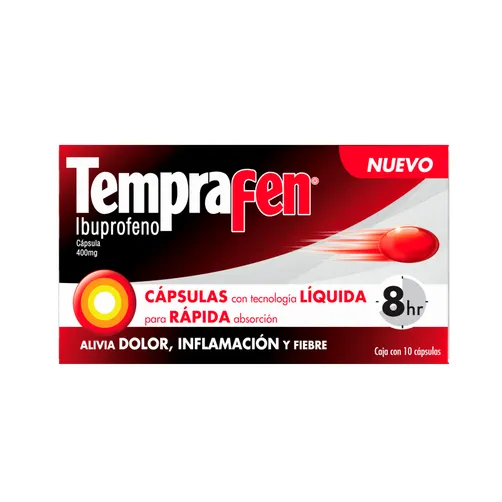 NUEVO
Temprafen®
Ibuprofeno
Cápsula
400mg
CÁPSULAS con tecnología LÍQUIDA
para RÁPIDA absorción
8hr
ALIVIA DOLOR, INFLAMACIÓN Y FIEBRE
Caja con 10 cápsulas